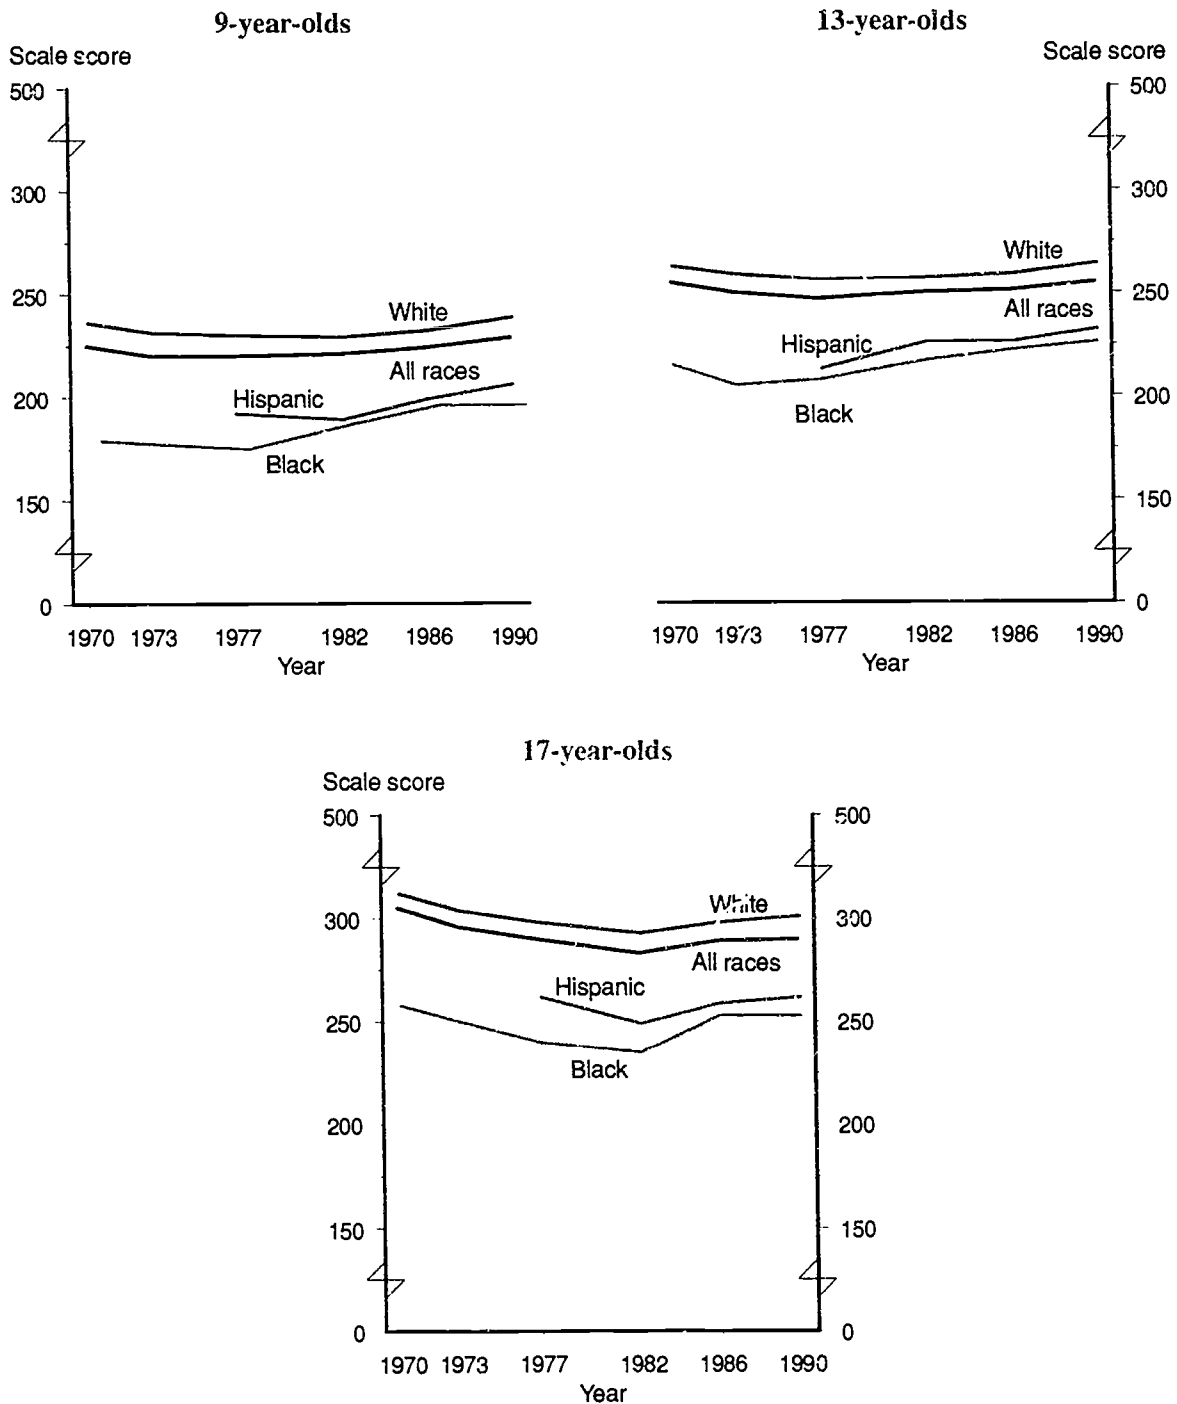 9-year-olds
Scale score
500
300
250
200
150
0
White
All races
Hispanic
Black
1970 1973 1977 1982 1986 1990
Year
13-year-olds
Scale score
500
300
250
200
150
0
White
All races
Hispanic
Black
1970 1973 1977 1982 1986 1990
Year
17-year-olds
Scale score
500
300
250
200
150
0
500
300
250
200
150
0
White
All races
Hispanic
Black
1970 1973 1977 1982 1986 1990
Year